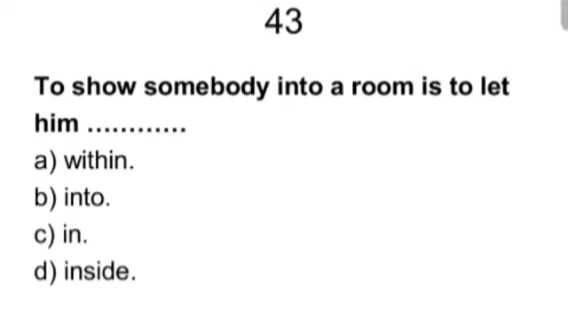 43
To show somebody into a room is to let
him ............
a) within.
b) into.
c) in.
d) inside.